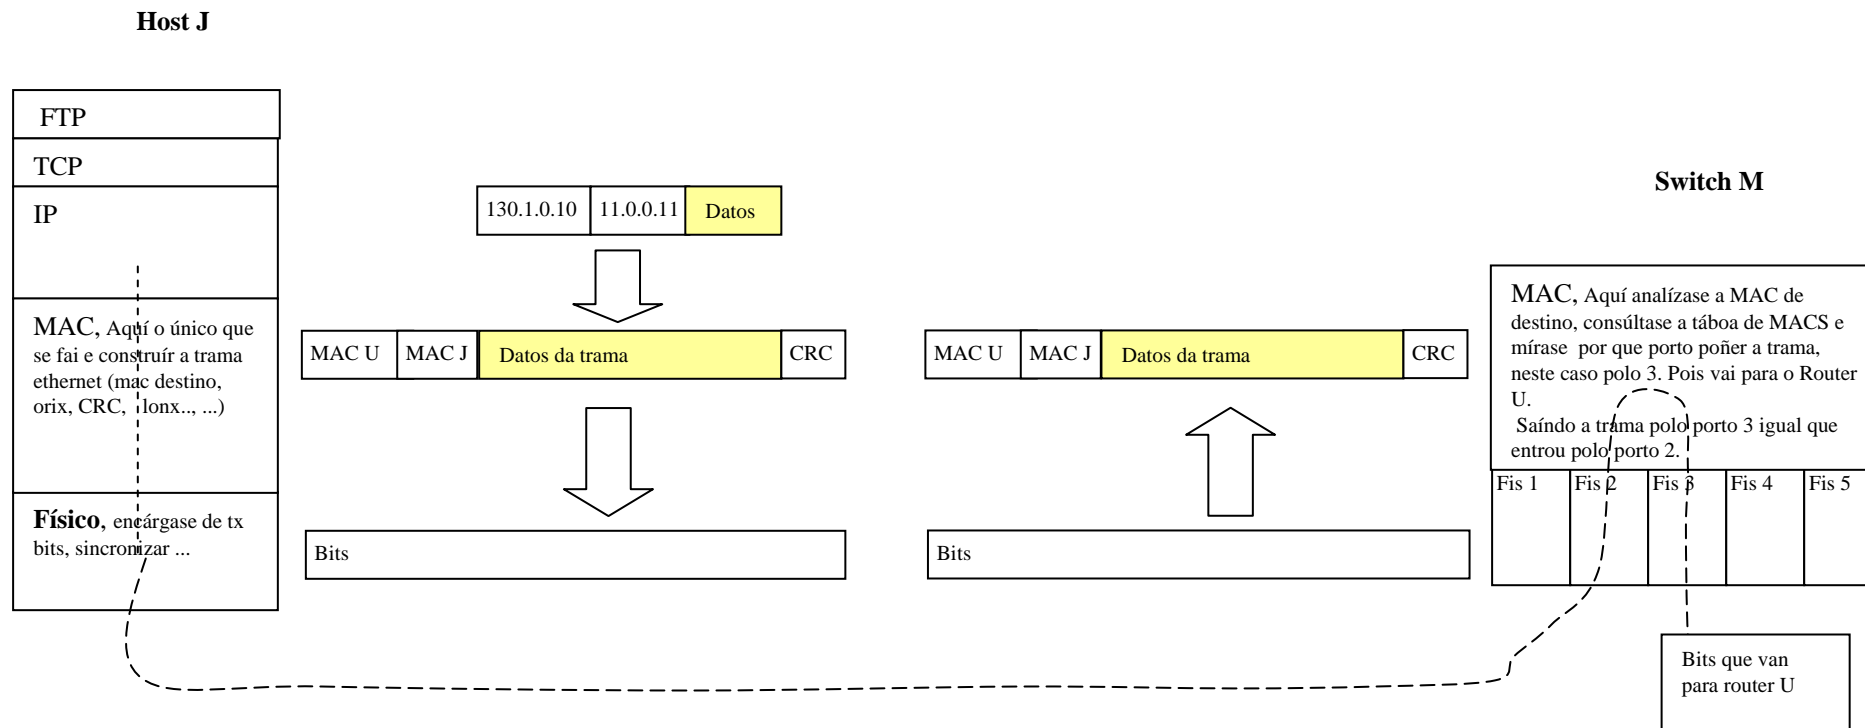 Host J
FTP
TCP
IP
MAC, Aquí o único que
se fai e construír a trama
ethernet (mac destino,
orix, CRC, lonx.., ...)
Físico, encárgase de tx
bits, sincronizar ...
130.1.0.10 11.0.0.11 Datos
MAC U MAC J Datos da trama CRC
Bits
MAC U MAC J Datos da trama CRC
Bits
Switch M
MAC, Aquí analízase a MAC de
destino, consúltase a táboa de MACS e
mírase por que porto poñer a trama,
neste caso polo 3. Pois vai para o Router
U.
Saíndo a trama polo porto 3 igual que
entrou polo porto 2.
Fis 1 Fis 2 Fis 3 Fis 4 Fis 5
Bits que van
para router U